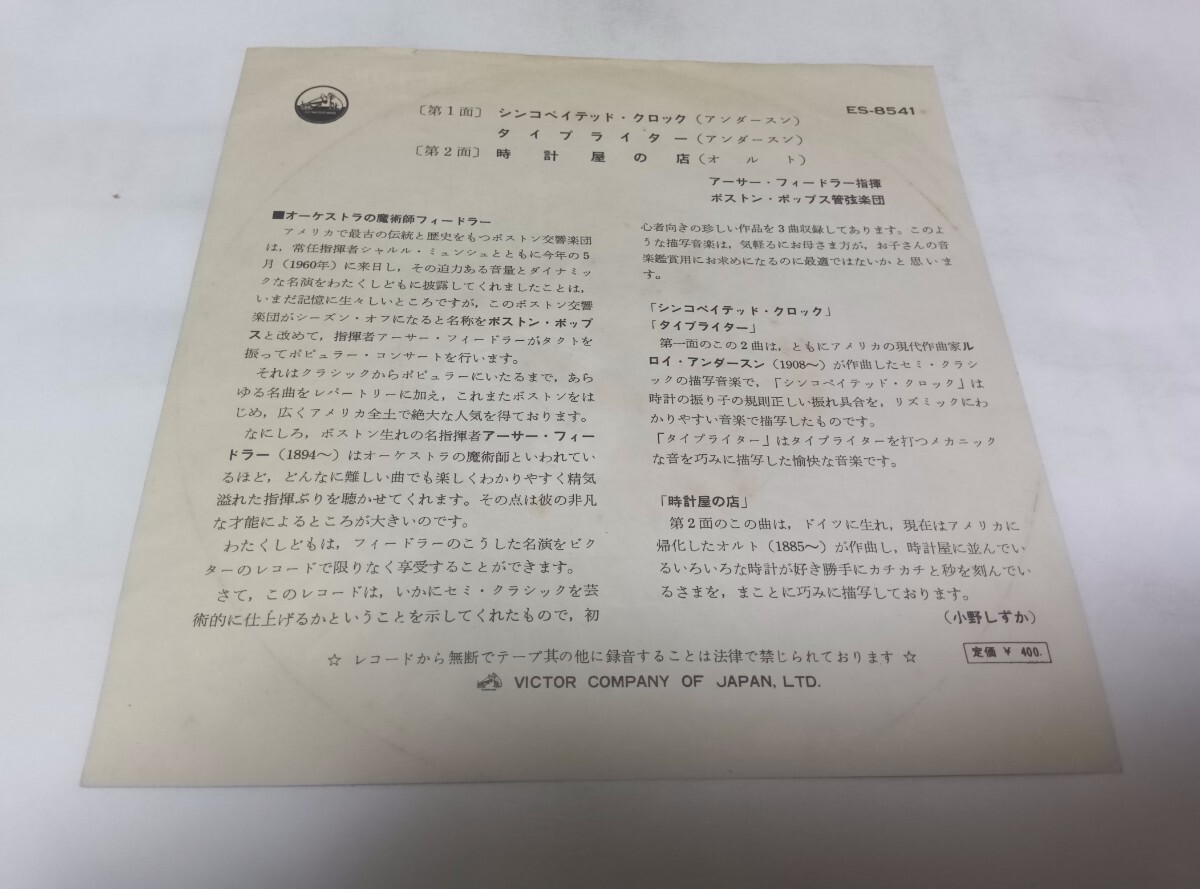 〔第1面〕 シンコペイテッド・クロック（アンダースン）
タイプライター（アンダースン）
〔第2面〕 時計屋の店（オルト）
ES-8541
アーサー・フィードラー指揮
ボストン・ポップス管弦楽団
■オーケストラの魔術師フィードラー
アメリカで最古の伝統と歴史をもつボストン交響楽団
は，常任指揮者シャルル・ミュンシュとともに今年の5
月（1960年）に来日し，その迫力ある音量とダイナミッ
クな名演をわたくしどもに披露してくれましたことは，
いまだ記憶に生々しいところですが，このボストン交響
楽団がシーズン・オフになると名称をボストン・ポップ
スと改めて，指揮者アーサー・フィードラーがタクトを
振ってポピュラー・コンサートを行います。
それはクラシックからポピュラーにいたるまで，あら
ゆる名曲をレパートリーに加え，これまたボストンをは
じめ，広くアメリカ全土で絶大な人気を得ております。
なにしろ，ボストン生れの名指揮者アーサー・フィー
ドラー（1894〜）はオーケストラの魔術師といわれてい
るほど，どんなに難しい曲でも楽しくわかりやすく精気
溢れた指揮ぶりを聴かせてくれます。その点は彼の非凡
な才能によるところが大きいのです。
わたくしどもは，フィードラーのこうした名演をビク
ターのレコードで限りなく享受することができます。
さて，このレコードは，いかにセミ・クラシックを芸
術的に仕上げるかということを示してくれたもので，初
心者向きの珍しい作品を3曲収録してあります。このよ
うな描写音楽は，気軽るにお母さま方が，お子さんの音
楽鑑賞用にお求めになるのに最適ではないかと思いま
す。
「シンコペイテッド・クロック」
「タイプライター」
第一面のこの2曲は，ともにアメリカの現代作曲家ル
ロイ・アンダースン（1908〜）が作曲したセミ・クラシ
ックの描写音楽で，「シンコペイテッド・クロック」は
時計の振り子の規則正しい振れ具合を，リズミックにわ
かりやすい音楽で描写したものです。
「タイプライター」はタイプライターを打つメカニック
な音を巧みに描写した愉快な音楽です。
「時計屋の店」
第2面のこの曲は，ドイツに生れ，現在はアメリカに
帰化したオルト（1885〜）が作曲し，時計屋に並んでい
るいろいろな時計が好き勝手にカチカチと秒を刻んでい
るさまを，まことに巧みに描写しております。
（小野しずか）
☆ レコードから無断でテープ其の他に録音することは法律で禁じられております ☆
定価 ¥ 400.
VICTOR COMPANY OF JAPAN, LTD.